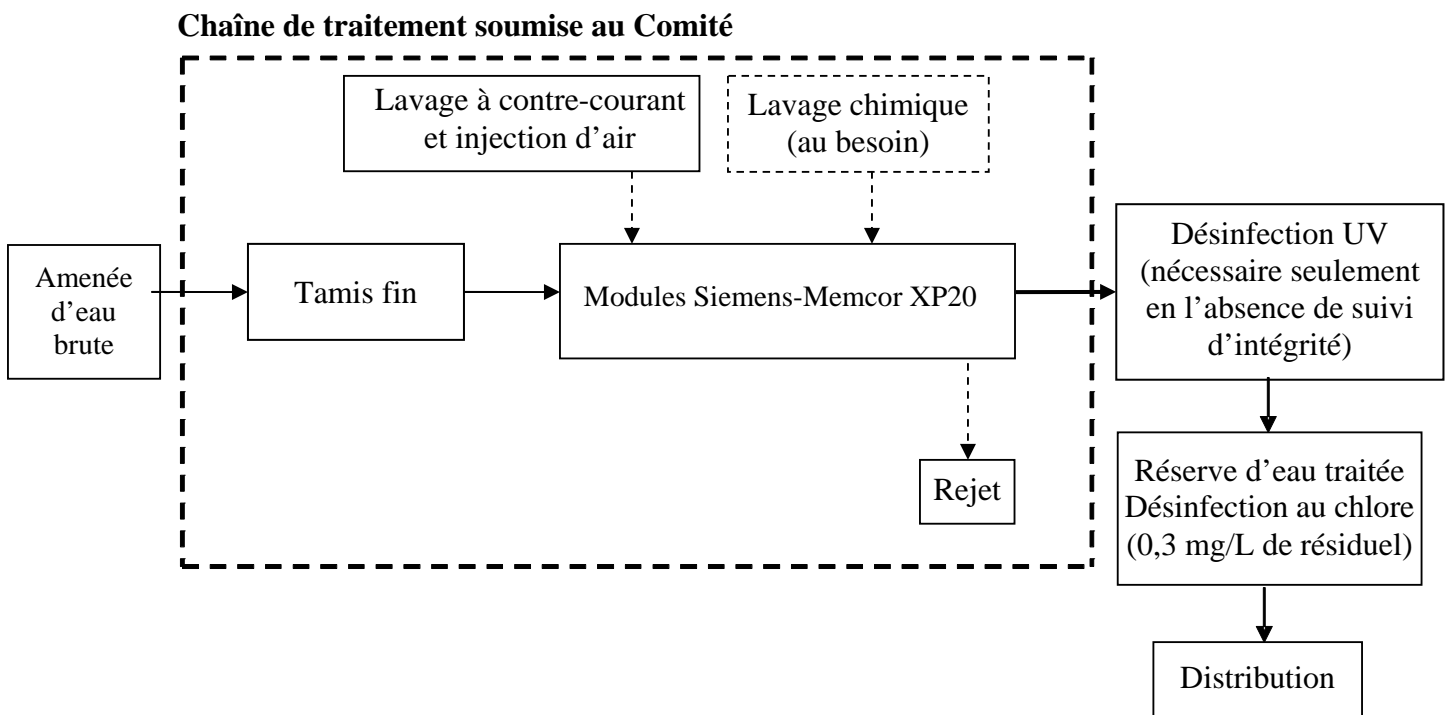 Chaîne de traitement soumise au Comité
Lavage à contre-courant
et injection d'air
Lavage chimique
(au besoin)
Amenée
d'eau
brute
Tamis fin
Modules Siemens-Memcor XP20
Désinfection UV
(nécessaire seulement
en l'absence de suivi
d'intégrité)
Rejet
Réserve d'eau traitée
Désinfection au chlore
(0,3 mg/L de résiduel)
Distribution